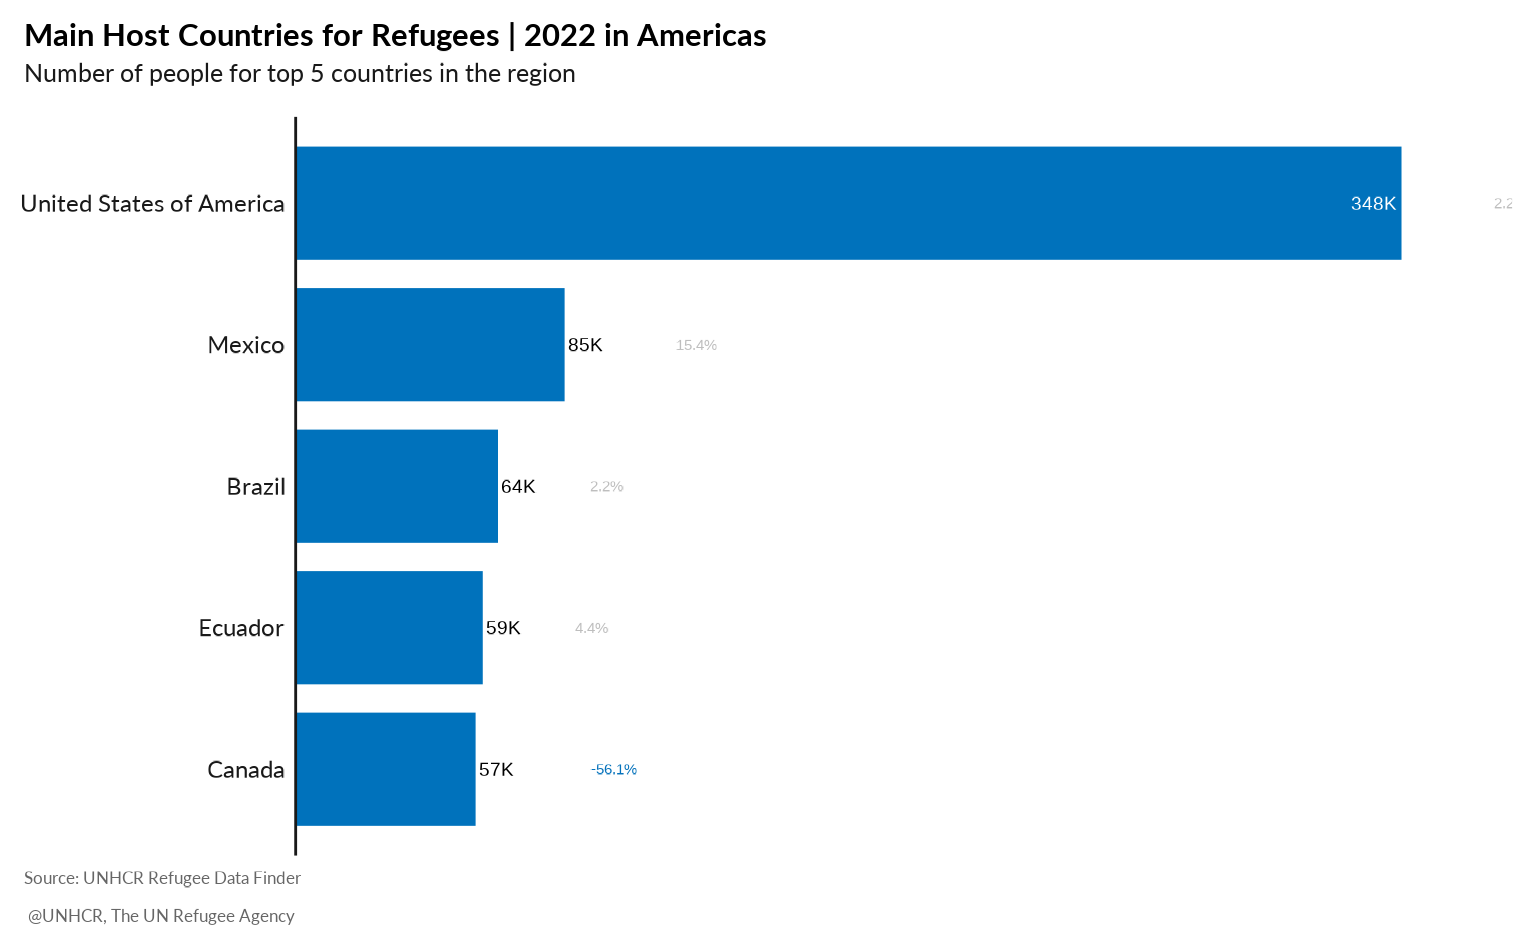 Main Host Countries for Refugees | 2022 in Americas
Number of people for top 5 countries in the region
United States of America 348K 2.2
Mexico 85K 15.4%
Brazil 64K 2.2%
Ecuador 59K 4.4%
Canada 57K -56.1%
Source: UNHCR Refugee Data Finder
@UNHCR, The UN Refugee Agency